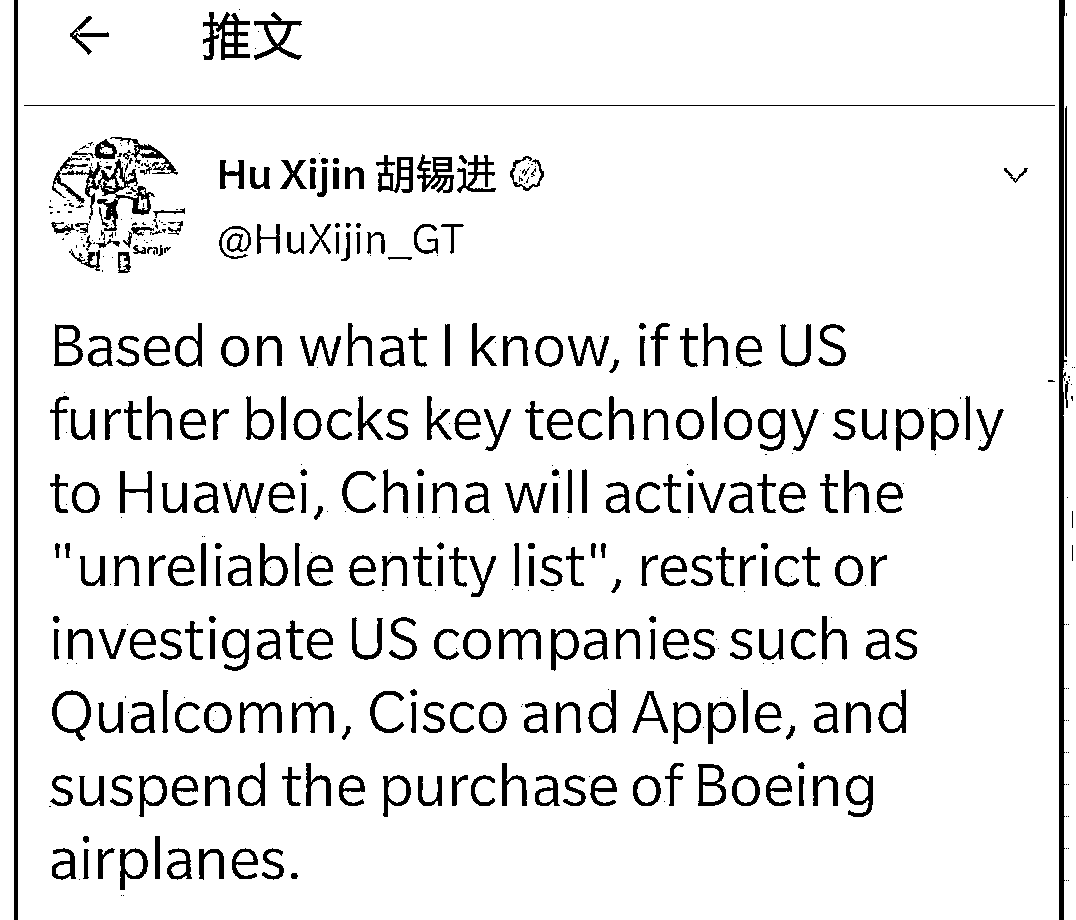 推文
Hu Xijin 胡锡进
@HuXijin_GT
Based on what I know, if the US
further blocks key technology supply
to Huawei, China will activate the
"unreliable entity list", restrict or
investigate US companies such as
Qualcomm, Cisco and Apple, and
suspend the purchase of Boeing
airplanes.